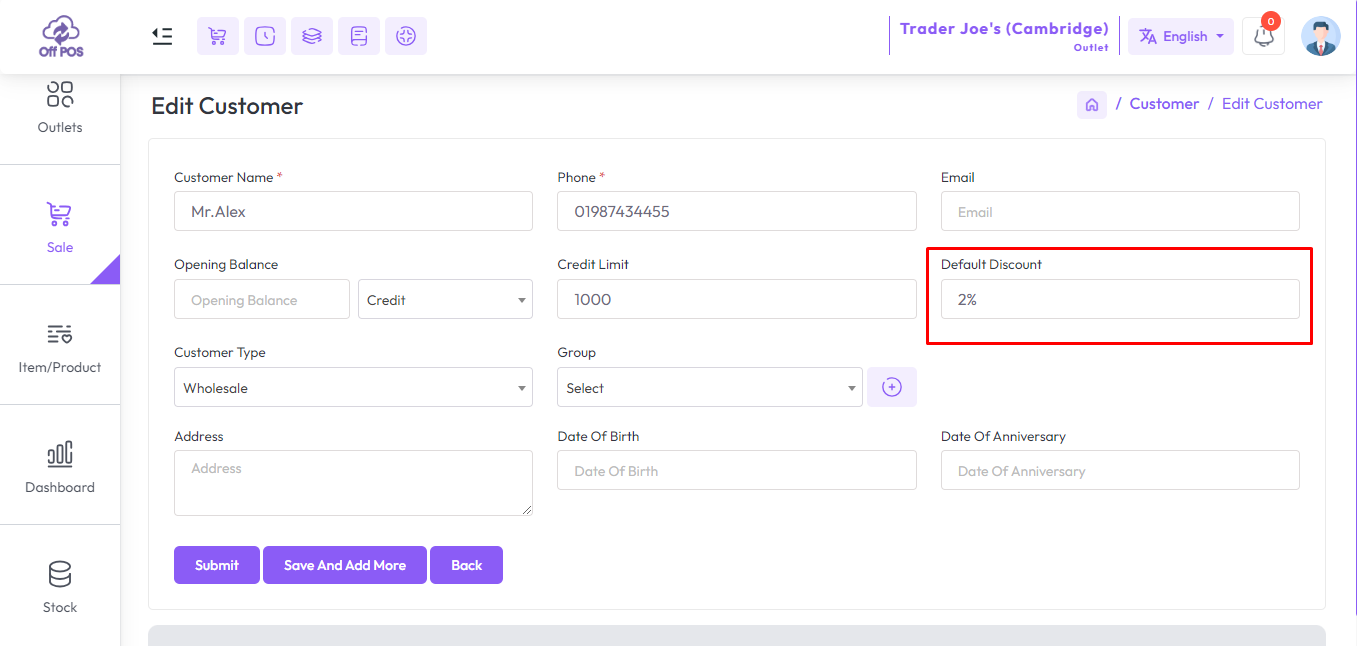 Off POS
Trader Joe's (Cambridge)
Outlet
English
0
Outlets
Sale
Item/Product
Dashboard
Stock
Edit Customer
/ Customer / Edit Customer
Customer Name *
Mr.Alex
Phone *
01987434455
Email
Email
Opening Balance
Opening Balance
Credit
Credit Limit
1000
Default Discount
2%
Customer Type
Wholesale
Group
Select
Address
Address
Date Of Birth
Date Of Birth
Date Of Anniversary
Date Of Anniversary
Submit
Save And Add More
Back